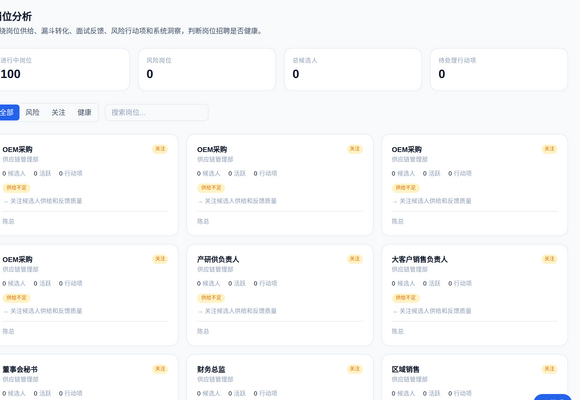 岗位分析
绕岗位供给、漏斗转化、面试反馈、风险行动项和系统洞察，判断岗位招聘是否健康。
进行中岗位 风险岗位 总候选人 待处理行动项
100 0 0 0
全部 风险 关注 健康 搜索岗位...
OEM采购 关注 OEM采购 关注 OEM采购 关注
供应链管理部 供应链管理部 供应链管理部
0 候选人 0 活跃 0 行动项 0 候选人 0 活跃 0 行动项 0 候选人 0 活跃 0 行动项
供给不足 供给不足 供给不足
→ 关注候选人供给和反馈质量 → 关注候选人供给和反馈质量 → 关注候选人供给和反馈质量
陈总 陈总 陈总
OEM采购 关注 产研供负责人 关注 大客户销售负责人 关注
供应链管理部 供应链管理部 供应链管理部
0 候选人 0 活跃 0 行动项 0 候选人 0 活跃 0 行动项 0 候选人 0 活跃 0 行动项
供给不足 供给不足 供给不足
→ 关注候选人供给和反馈质量 → 关注候选人供给和反馈质量 → 关注候选人供给和反馈质量
陈总 陈总 陈总
董事会秘书 关注 财务总监 关注 区域销售 关注
供应链管理部 供应链管理部 供应链管理部
0 候选人 0 活跃 0 行动项 0 候选人 0 活跃 0 行动项 0 候选人 0 活跃 0 行动项